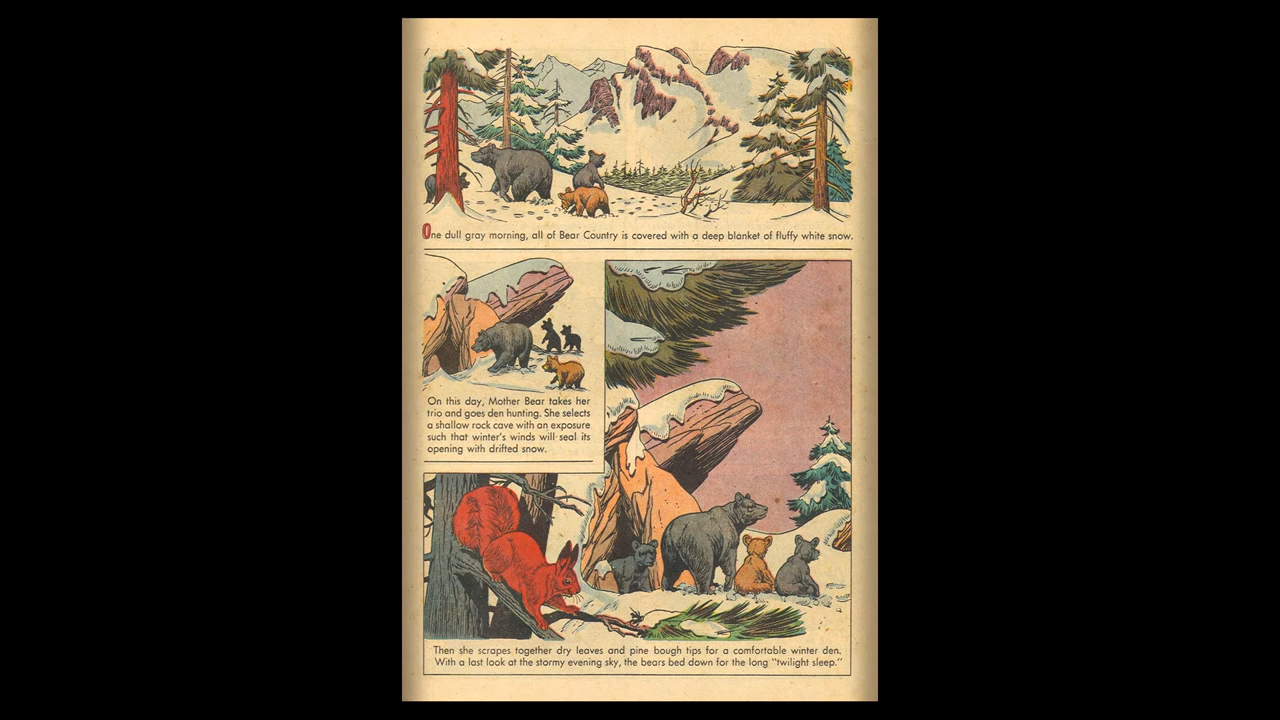 One dull gray morning, all of Bear Country is covered with a deep blanket of fluffy white snow.
On this day, Mother Bear takes her
trio and goes den hunting. She selects
a shallow rock cave with an exposure
such that winter's winds will seal its
opening with drifted snow.
Then she scrapes together dry leaves and pine bough tips for a comfortable winter den.
With a last look at the stormy evening sky, the bears bed down for the long "twilight sleep."